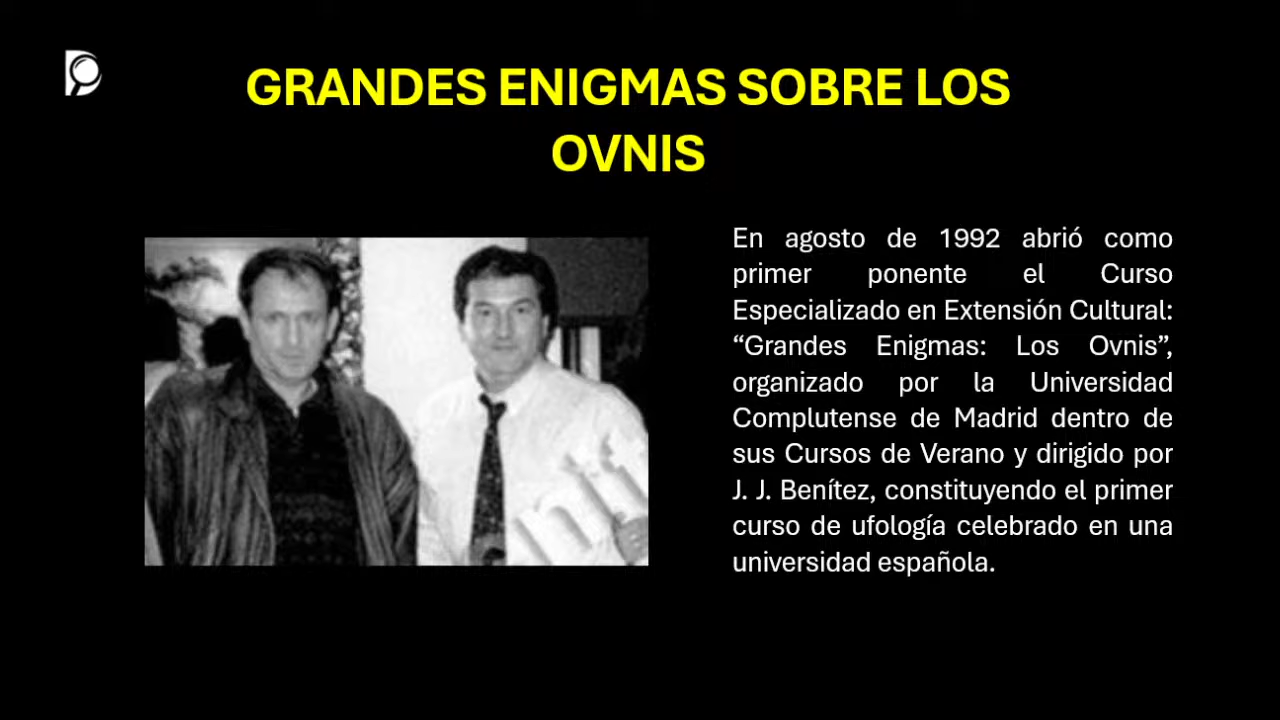 GRANDES ENIGMAS SOBRE LOS
OVNIS
En agosto de 1992 abrió como
primer ponente el Curso
Especializado en Extensión Cultural:
“Grandes Enigmas: Los Ovnis”,
organizado por la Universidad
Complutense de Madrid dentro de
sus Cursos de Verano y dirigido por
J. J. Benítez, constituyendo el primer
curso de ufología celebrado en una
universidad española.